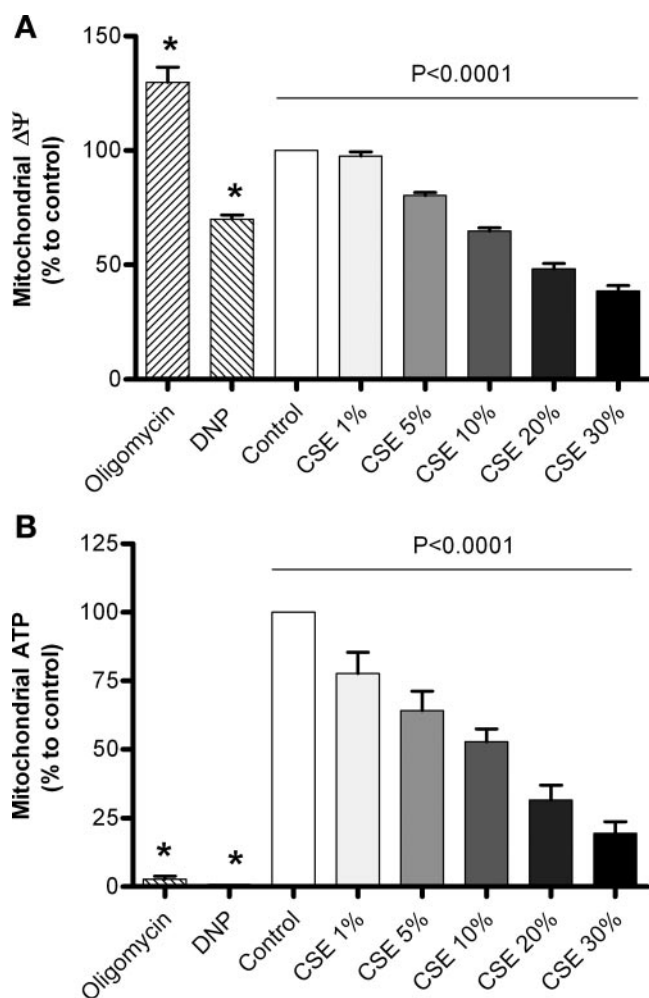 A
Mitochondrial ΔΨ
(% to control)
150
100
50
0
*
*
P<0.0001
Oligomycin
DNP
Control
CSE 1%
CSE 5%
CSE 10%
CSE 20%
CSE 30%
B
Mitochondrial ATP
(% to control)
125
100
75
50
25
0
*
*
P<0.0001
Oligomycin
DNP
Control
CSE 1%
CSE 5%
CSE 10%
CSE 20%
CSE 30%